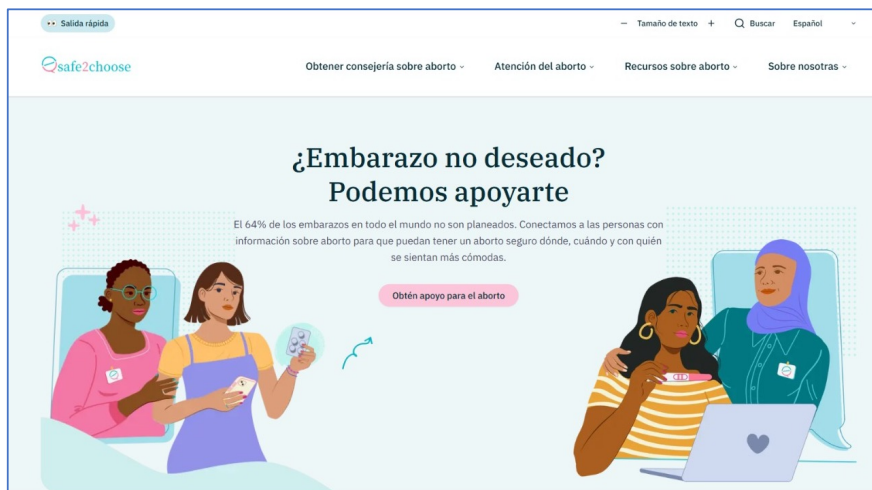 Salida rápida
− Tamaño de texto +
Buscar
Español
safe2choose
Obtener consejería sobre aborto
Atención del aborto
Recursos sobre aborto
Sobre nosotras
¿Embarazo no deseado?
Podemos apoyarte
El 64% de los embarazos en todo el mundo no son planeados. Conectamos a las personas con
información sobre aborto para que puedan tener un aborto seguro dónde, cuándo y con quién
se sientan más cómodas.
Obtén apoyo para el aborto